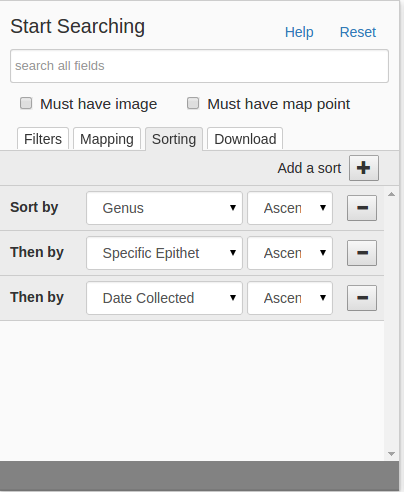 Start Searching
Help Reset
search all fields
Must have image Must have map point
Filters Mapping Sorting Download
Add a sort
Sort by Genus Ascen
Then by Specific Epithet Ascen
Then by Date Collected Ascen